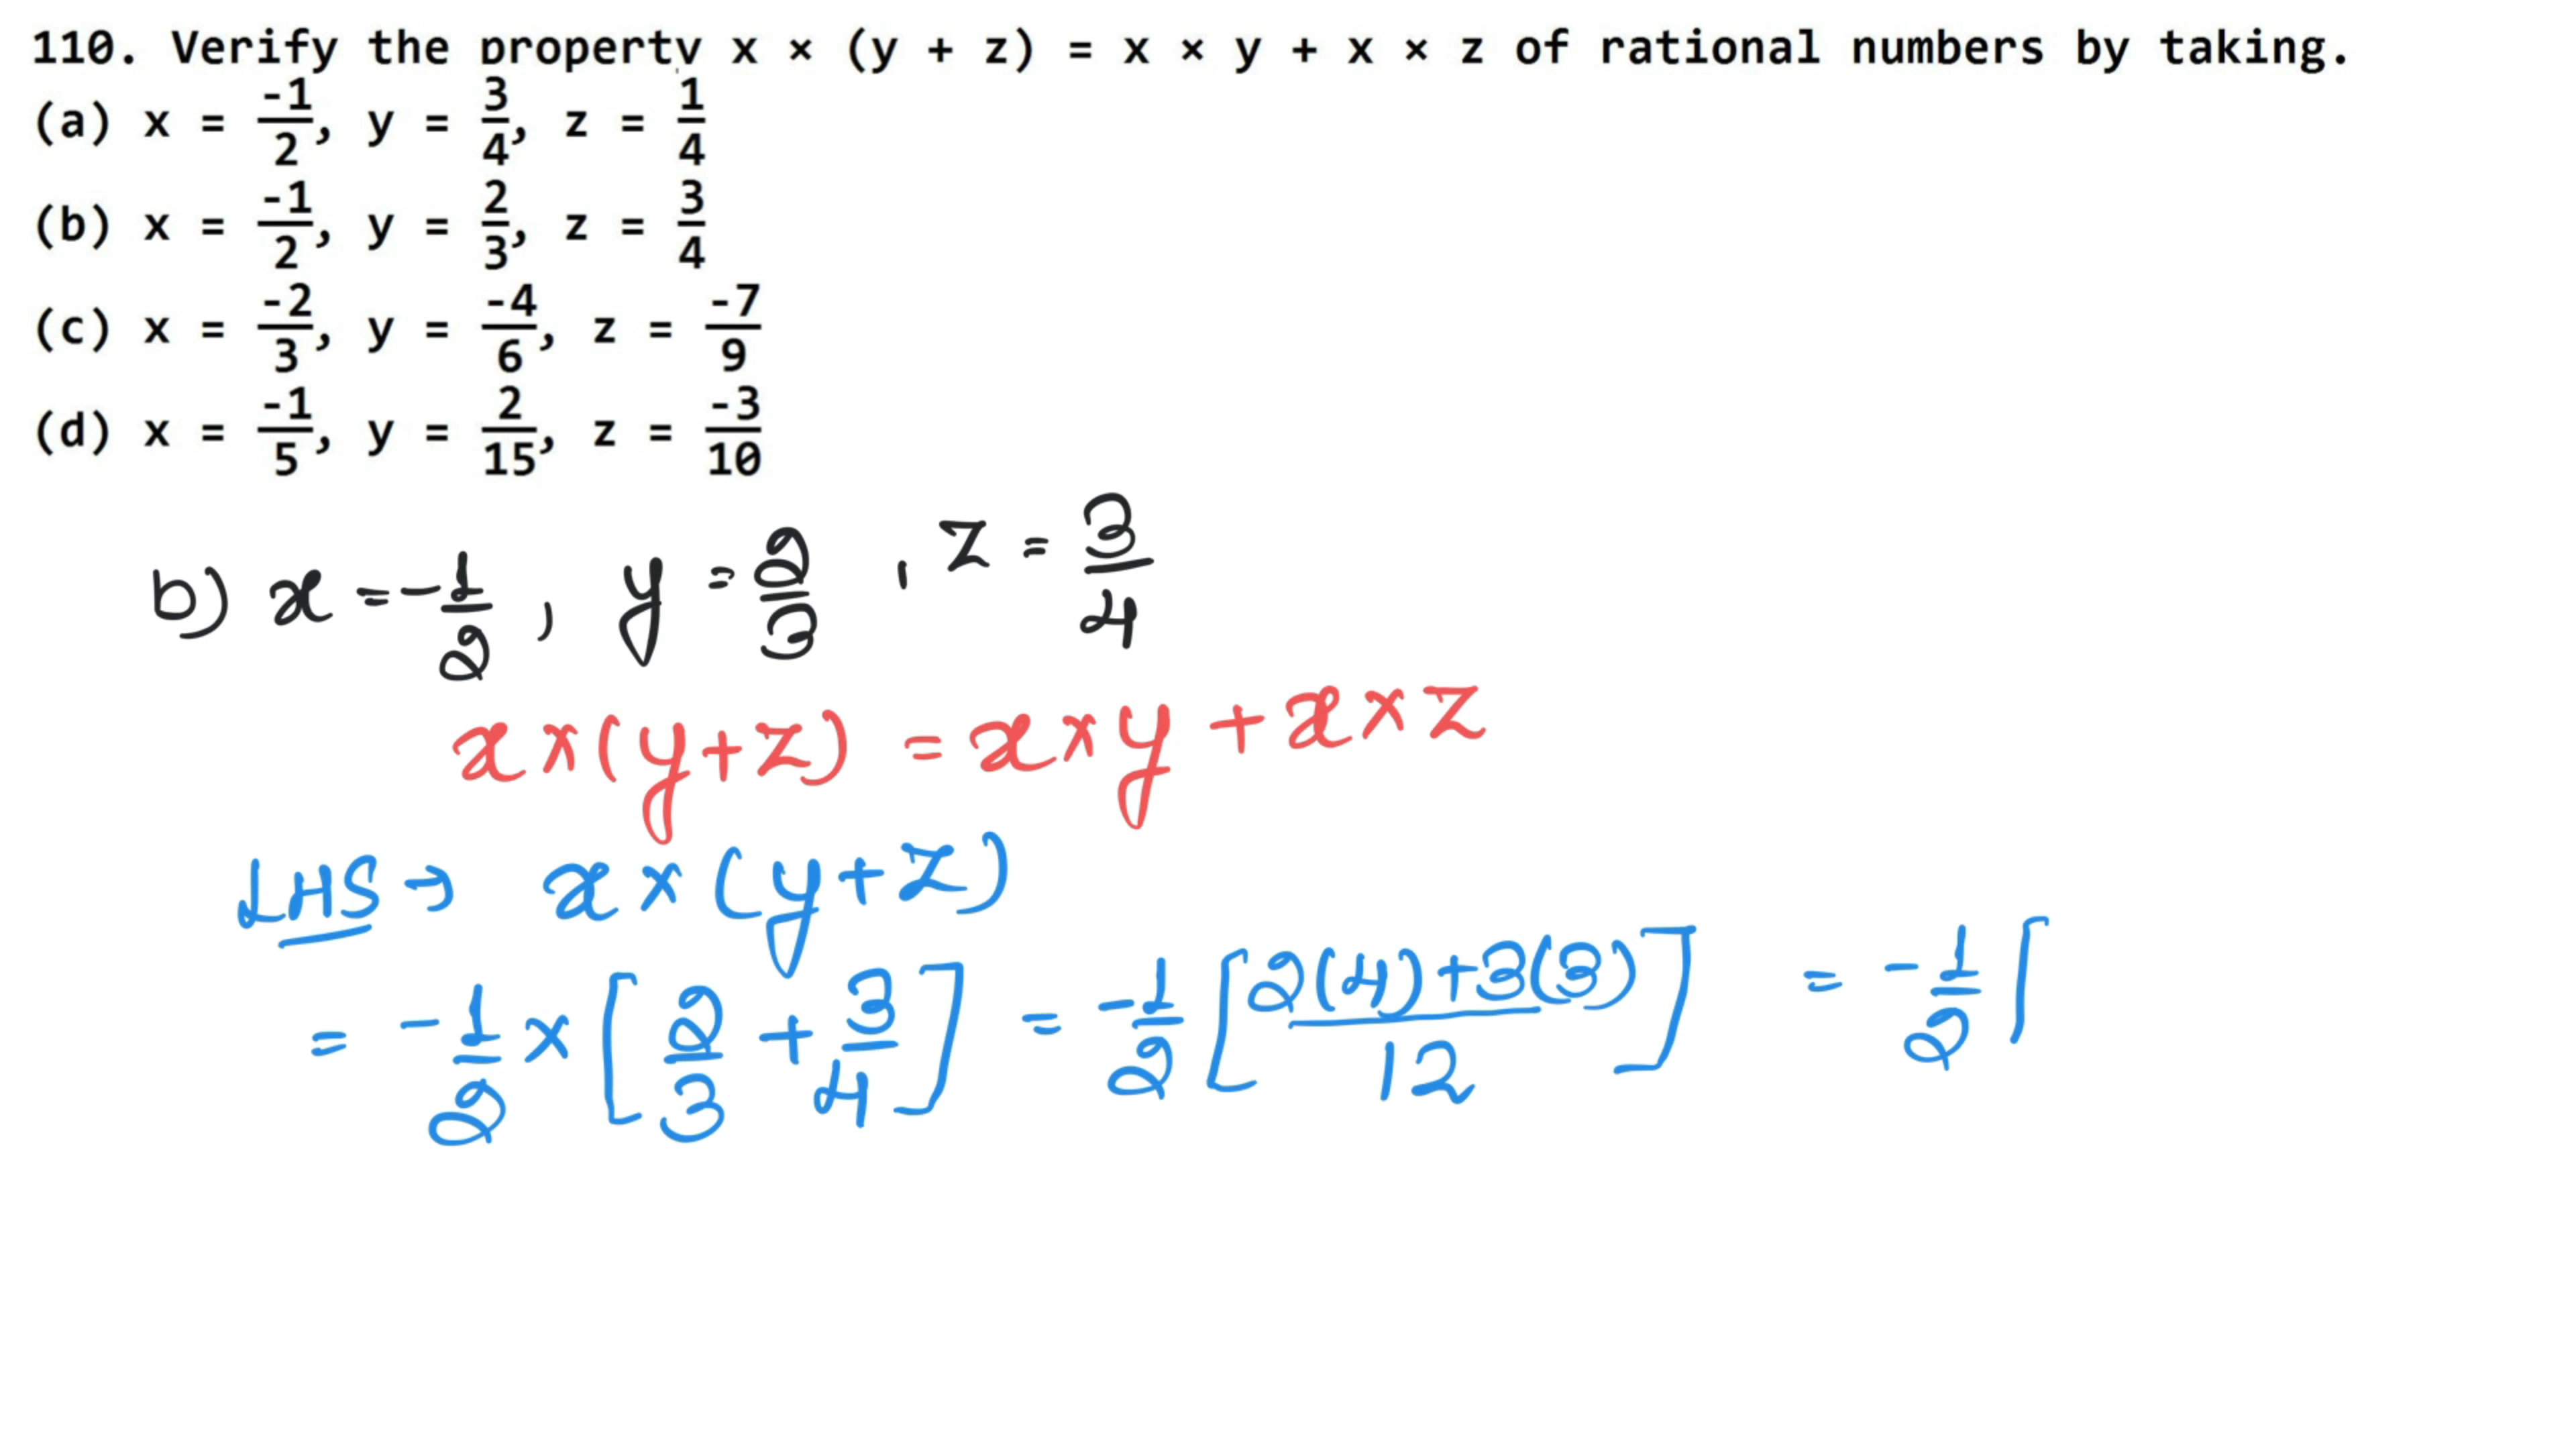 110. Verify the property x × (y + z) = x × y + x × z of rational numbers by taking.
(a) x = -1/2, y = 3/4, z = 1/4
(b) x = -1/2, y = 2/3, z = 3/4
(c) x = -2/3, y = -4/6, z = -7/9
(d) x = -1/5, y = 2/15, z = -3/10
b) x = -1/2, y = 2/3, z = 3/4
x × (y + z) = x × y + x × z
LHS → x × (y + z)
= -1/2 × [2/3 + 3/4] = -1/2 [(2(4) + 3(3))/12] = -1/2 [